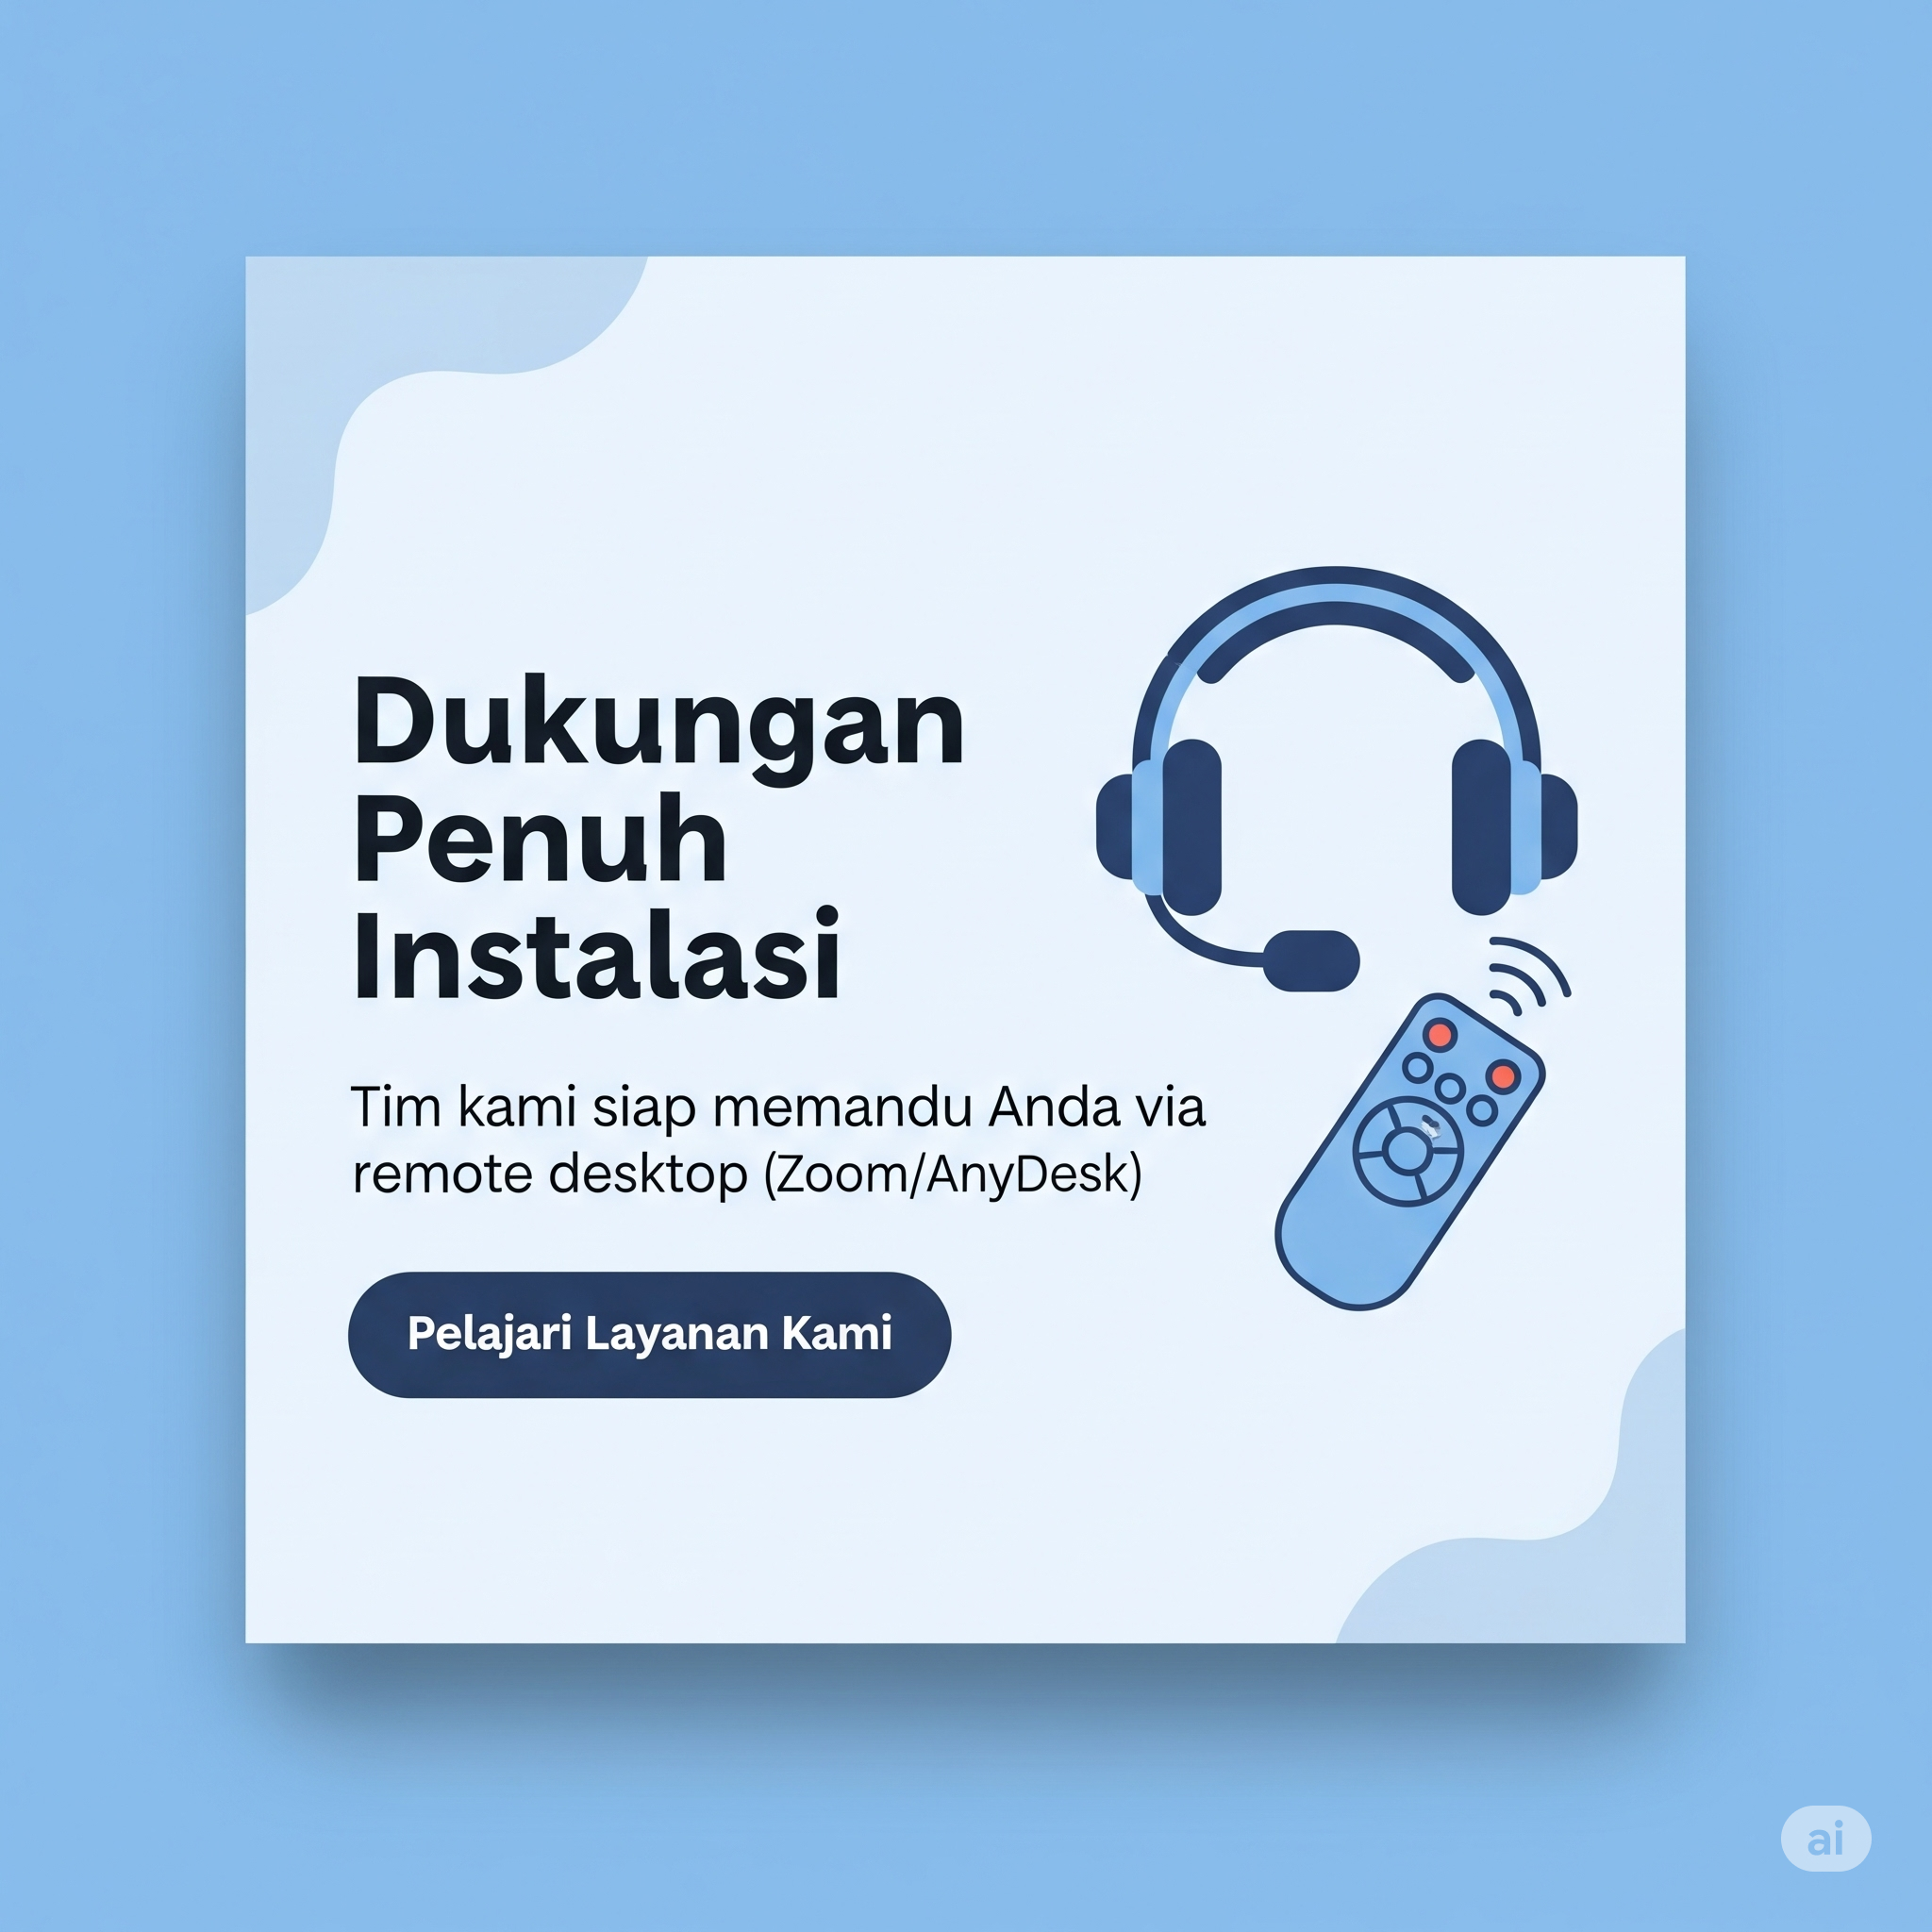 Dukungan
Penuh
Instalasi
Tim kami siap memandu Anda via
remote desktop (Zoom/AnyDesk)
Pelajari Layanan Kami
ai